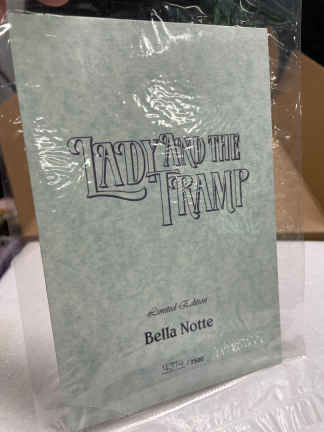 LADY AND THE
TRAMP
Limited Edition
Bella Notte